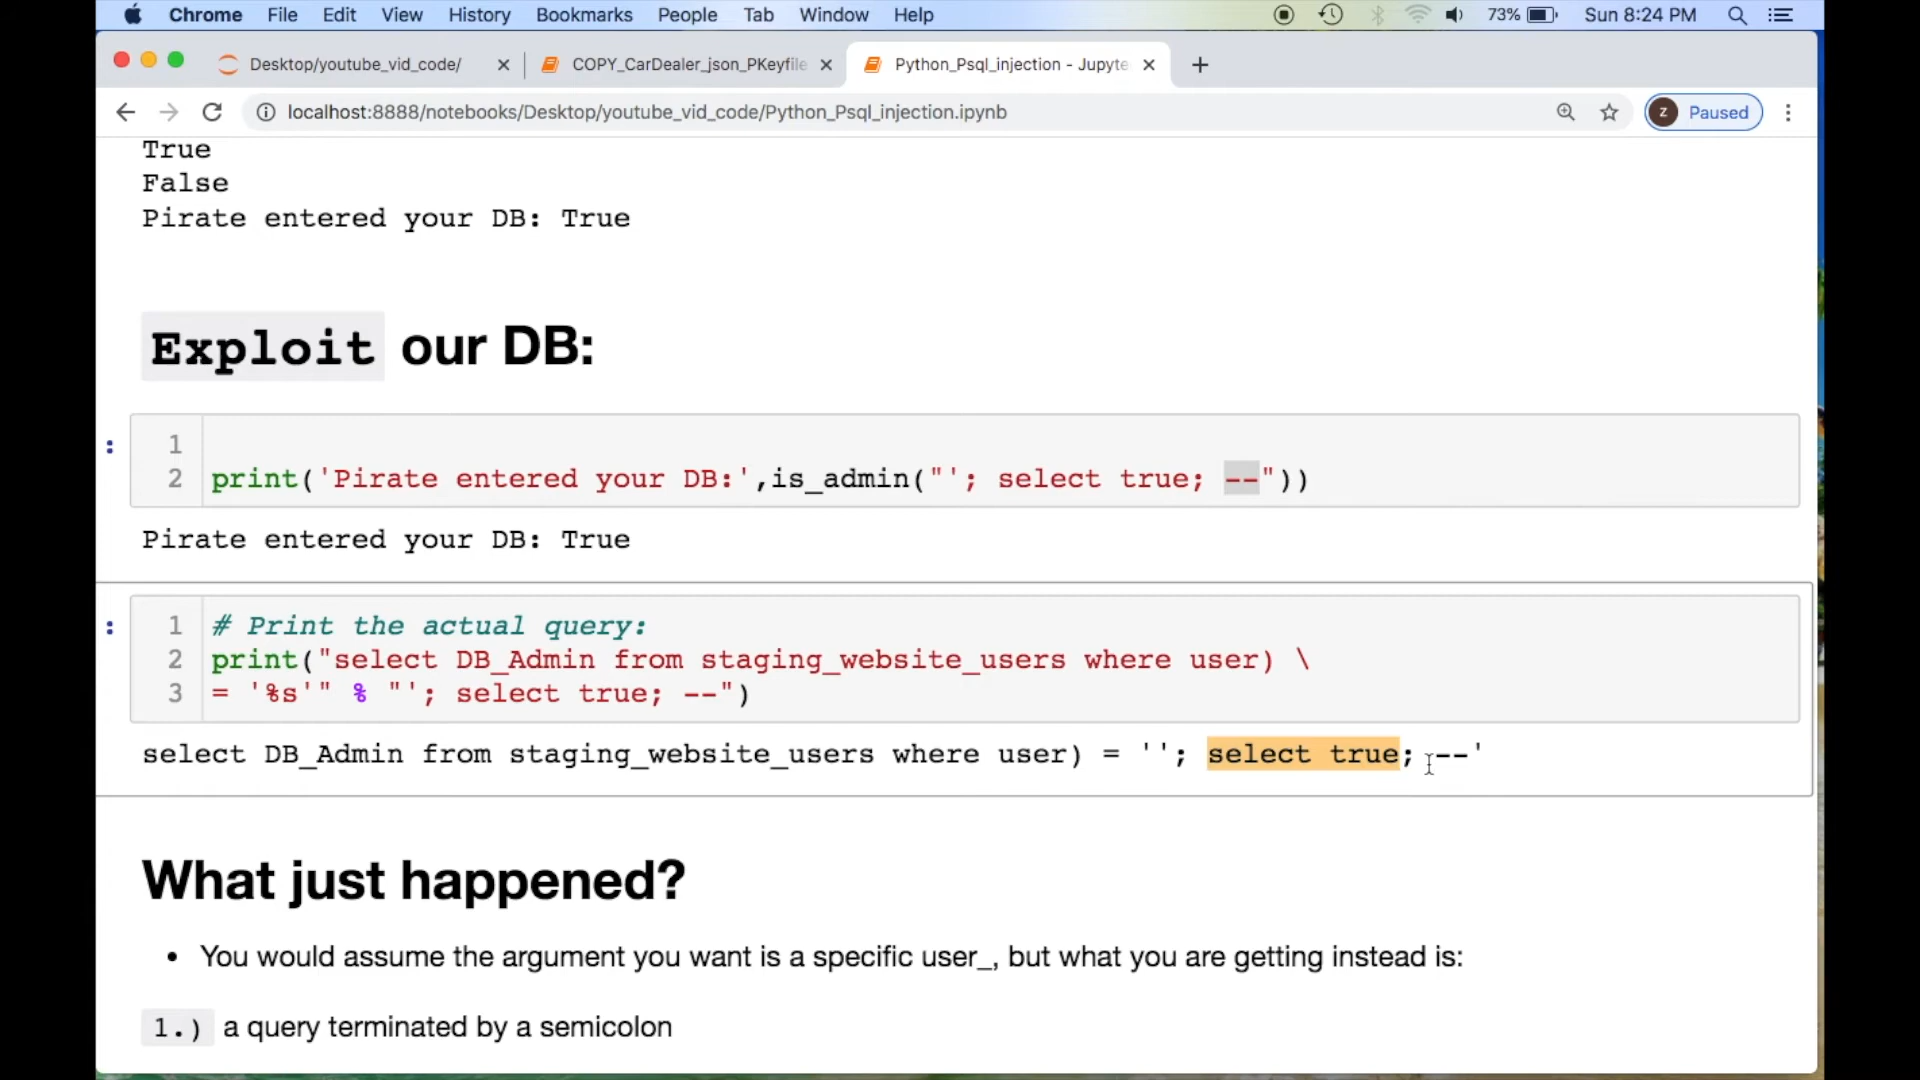 Chrome File Edit View History Bookmarks People Tab Window Help 73% Sun 8:24 PM
Desktop/youtube_vid_code/ COPY_CarDealer_json_PKeyfile Python_Psql_injection - Jupyte
localhost:8888/notebooks/Desktop/youtube_vid_code/Python_Psql_injection.ipynb z Paused
True
False
Pirate entered your DB: True
Exploit our DB:
1
2 print('Pirate entered your DB:',is_admin("'; select true; --"))
Pirate entered your DB: True
1 # Print the actual query:
2 print("select DB_Admin from staging_website_users where user) \
3 = '%s'" % "'; select true; --")
select DB_Admin from staging_website_users where user) = ''; select true; --'
What just happened?
• You would assume the argument you want is a specific user_, but what you are getting instead is:
1.) a query terminated by a semicolon